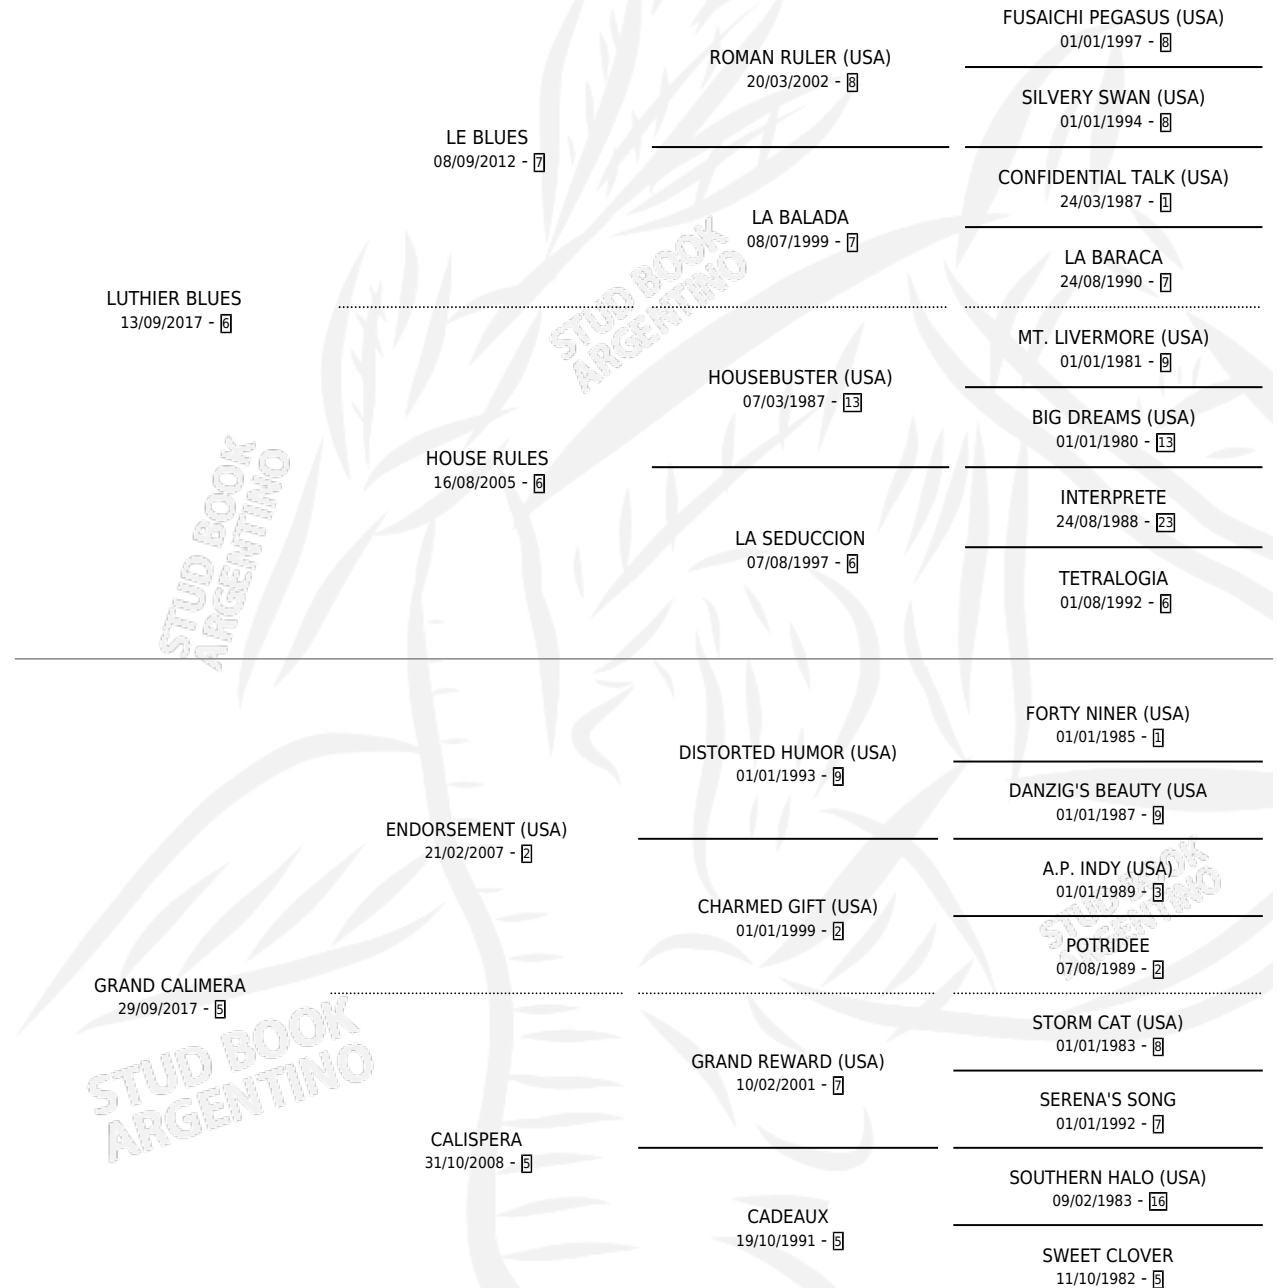 FUSAICHI PEGASUS (USA)
01/01/1997 - 8
ROMAN RULER (USA)
20/03/2002 - 8
SILVERY SWAN (USA)
01/01/1994 - 8
LE BLUES
08/09/2012 - 7
CONFIDENTIAL TALK (USA)
24/03/1987 - 1
LA BALADA
08/07/1999 - 7
LA BARACA
24/08/1990 - 7
LUTHIER BLUES
13/09/2017 - 6
MT. LIVERMORE (USA)
01/01/1981 - 9
HOUSEBUSTER (USA)
07/03/1987 - 13
BIG DREAMS (USA)
01/01/1980 - 13
HOUSE RULES
16/08/2005 - 6
INTERPRETE
24/08/1988 - 23
LA SEDUCCION
07/08/1997 - 6
TETRALOGIA
01/08/1992 - 6
FORTY NINER (USA)
01/01/1985 - 1
DISTORTED HUMOR (USA)
01/01/1993 - 9
DANZIG'S BEAUTY (USA
01/01/1987 - 9
ENDORSEMENT (USA)
21/02/2007 - 2
A.P. INDY (USA)
01/01/1989 - 3
CHARMED GIFT (USA)
01/01/1999 - 2
POTRIDEE
07/08/1989 - 2
GRAND CALIMERA
29/09/2017 - 5
STORM CAT (USA)
01/01/1983 - 8
GRAND REWARD (USA)
10/02/2001 - 7
SERENA'S SONG
01/01/1992 - 7
CALISPERA
31/10/2008 - 5
SOUTHERN HALO (USA)
09/02/1983 - 16
CADEAUX
19/10/1991 - 5
SWEET CLOVER
11/10/1982 - 5
STUD BOOK
ARGENTINO
STUD BOOK
ARGENTINO
STUD BOOK
ARGENTINO
STUD BOOK
ARGENTINO